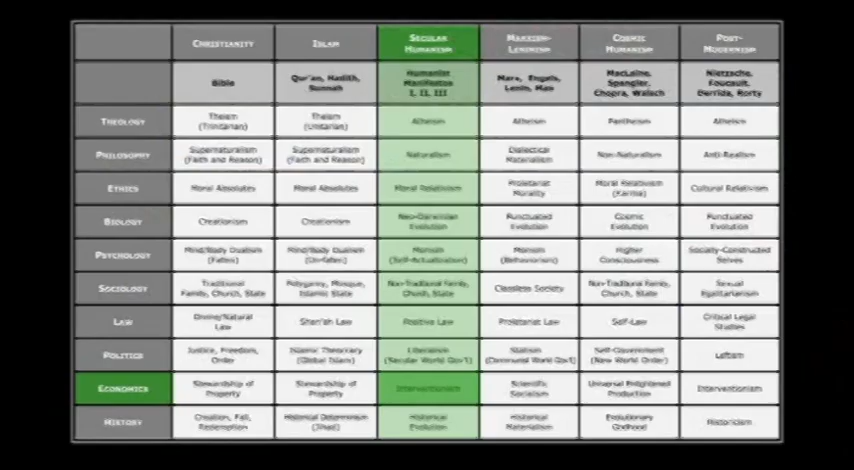 CHRISTIANITY ISLAM SECULAR HUMANISM MARXISM-LENINISM COSMIC HUMANISM POST-MODERNISM
Bible Qur'an, Hadith, Sunnah Humanist Manifestos I, II, III Marx, Engels, Lenin, Mao MacLaine, Spangler, Chopra, Walsch Nietzsche, Foucault, Derrida, Rorty
THEOLOGY Theism (Trinitarian) Theism (Unitarian) Atheism Atheism Pantheism Atheism
PHILOSOPHY Supernaturalism (Faith and Reason) Supernaturalism (Faith and Reason) Naturalism Dialectical Materialism Non-Naturalism Anti-Realism
ETHICS Moral Absolutes Moral Absolutes Moral Relativism Proletariat Morality Moral Relativism (Karma) Cultural Relativism
BIOLOGY Creationism Creationism Neo-Darwinian Evolution Punctuated Evolution Cosmic Evolution Punctuated Evolution
PSYCHOLOGY Mind/Body Dualism (Fallen) Mind/Body Dualism (Unfallen) Monism (Self-Actualization) Monism (Behaviorism) Higher Consciousness Socially-Constructed Selves
SOCIOLOGY Traditional Family, Church, State Polygamy, Mosque, Islamic State Non-Traditional Family, Church, State Classless Society Non-Traditional Family, Church, State Sexual Egalitarianism
LAW Divine/Natural Law Shari'ah Law Positive Law Proletariat Law Self-Law Critical Legal Studies
POLITICS Justice, Freedom, Order Islamic Theocracy (Global Islam) Liberalism (Secular World Gov't) Statism (Communist World Gov't) Self-Government (New World Order) Leftism
ECONOMICS Stewardship of Property Stewardship of Property Interventionism Scientific Socialism Universal Enlightened Production Interventionism
HISTORY Creation, Fall, Redemption Historical Determinism (Jihad) Historical Evolution Historical Materialism Evolutionary Godhood Historicism